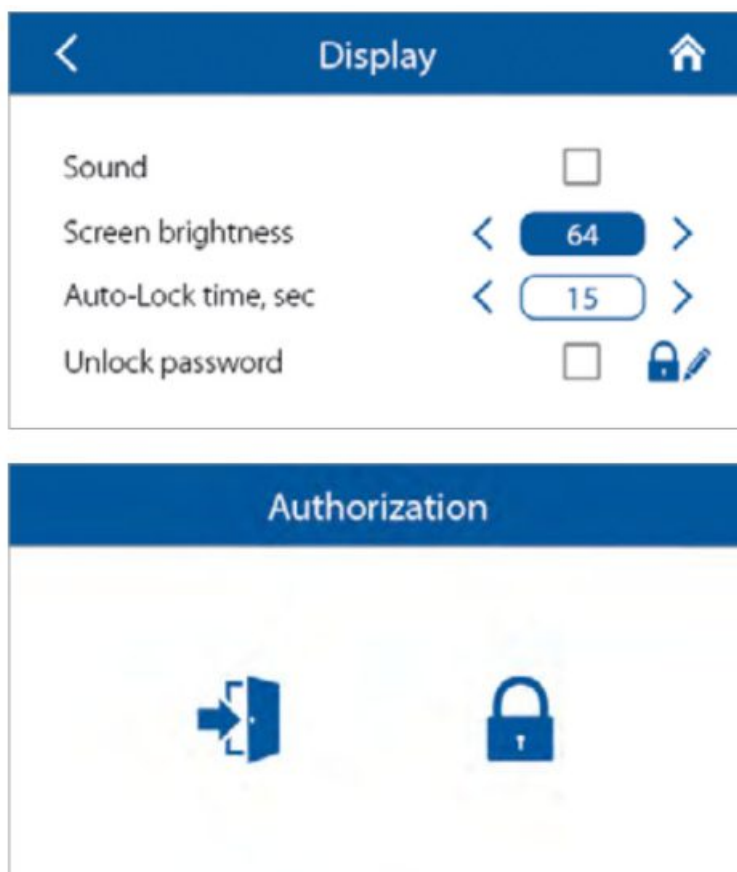 Display
Sound
Screen brightness 64
Auto-Lock time, sec 15
Unlock password
Authorization